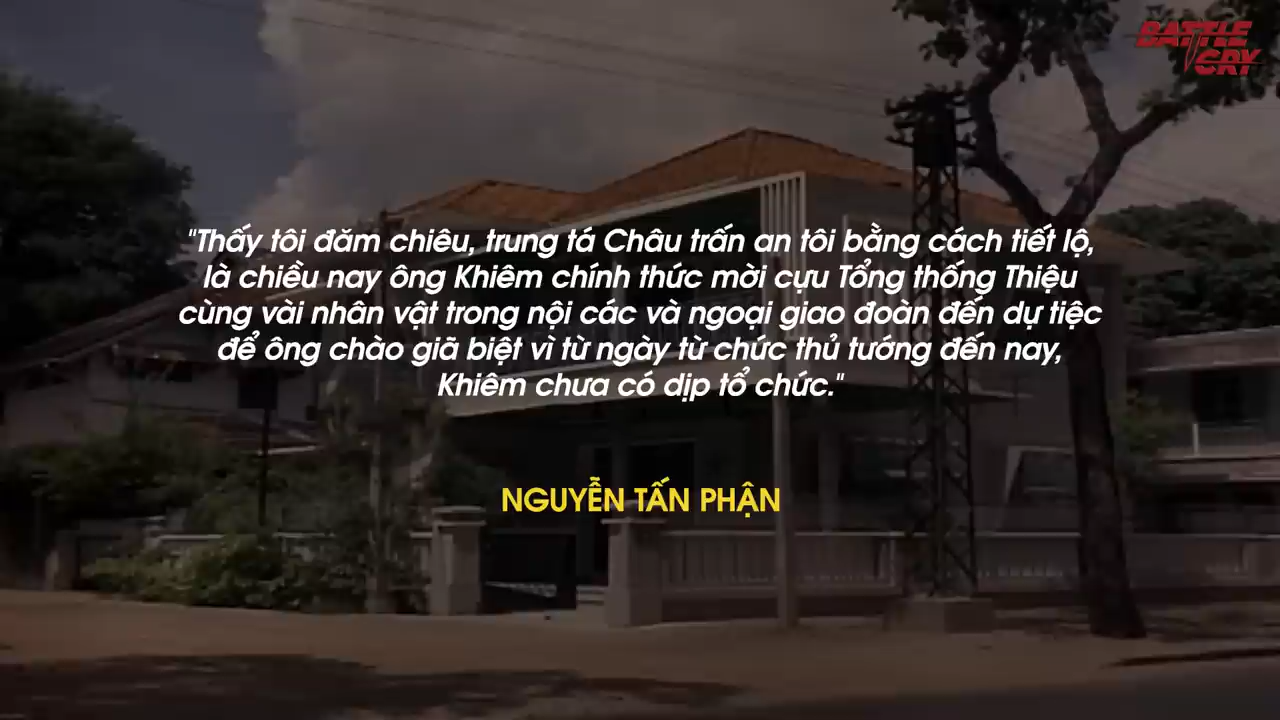 BATTLE
CRY
"Thấy tôi đăm chiêu, trung tá Châu trấn an tôi bằng cách tiết lộ,
là chiều nay ông Khiêm chính thức mời cựu Tổng thống Thiệu
cùng vài nhân vật trong nội các và ngoại giao đoàn đến dự tiệc
để ông chào giã biệt vì từ ngày từ chức thủ tướng đến nay,
Khiêm chưa có dịp tổ chức."
NGUYỄN TẤN PHẬN